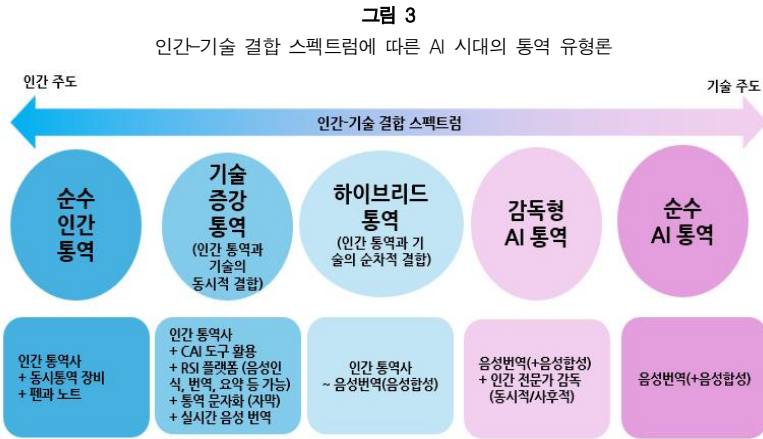 그림 3
인간–기술 결합 스펙트럼에 따른 AI 시대의 통역 유형론
인간 주도
기술 주도
인간-기술 결합 스펙트럼
순수
인간
통역
기술
증강
통역
(인간 통역과
기술의
동시적 결합)
하이브리드
통역
(인간 통역과 기
술의 순차적 결합)
감독형
AI 통역
순수
AI 통역
인간 통역사
+ 동시통역 장비
+ 펜과 노트
인간 통역사
+ CAI 도구 활용
+ RSI 플랫폼 (음성인
식, 번역, 요약 등 가능)
+ 통역 문자화 (자막)
+ 실시간 음성 번역
인간 통역사
~ 음성번역(음성합성)
음성번역(+음성합성)
+ 인간 전문가 감독
(동시적/사후적)
음성번역(+음성합성)